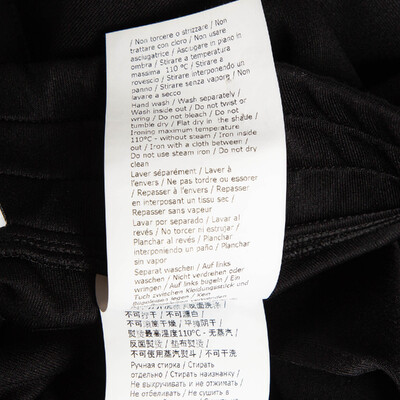 / Non torcere o strizzare / Non
trattare con cloro / Non usare
asciugatrice / Asciugare in piano in
ombra / Stirare a temperatura
massima 110 °C / Stirare a
rovescio / Stirare interponendo un
panno / Stirare senza vapore / Non
lavare a secco
Hand wash / Wash separately /
Wash inside out / Do not twist or
wring / Do not bleach / Do not
tumble dry / Flat dry in the shade /
Ironing maximum temperature
110°C - without steam / Iron inside
out / Iron with a cloth between /
Do not use steam iron / Do not dry
clean
Laver séparément / Laver à
l'envers / Ne pas tordre ou essorer
/ Repasser à l'envers / Repasser
en interposant un tissu sec /
Repasser sans vapeur
Lavar por separado / Lavar al
revés / No torcer ni estrujar /
Planchar al revés / Planchar
interponiendo un paño / Planchar
sin vapor
Separat waschen / Auf links
waschen / Nicht verdrehen oder
wringen / Auf links bügeln / Ein
Tuch zwischen Kleidungsstück und
Bügeleisen legen / Kein
不可拧干 / 不可漂白 /
不可滚筒干燥 / 平摊阴干 /
熨烫最高温度110°C - 无蒸汽 /
反面熨烫 / 垫布熨烫 /
不可使用蒸汽熨斗 / 不可干洗
Ручная стирка / Стирать
отдельно / Стирать наизнанку /
Не выкручивать и не отжимать /
Не отбеливать / Не сушить в